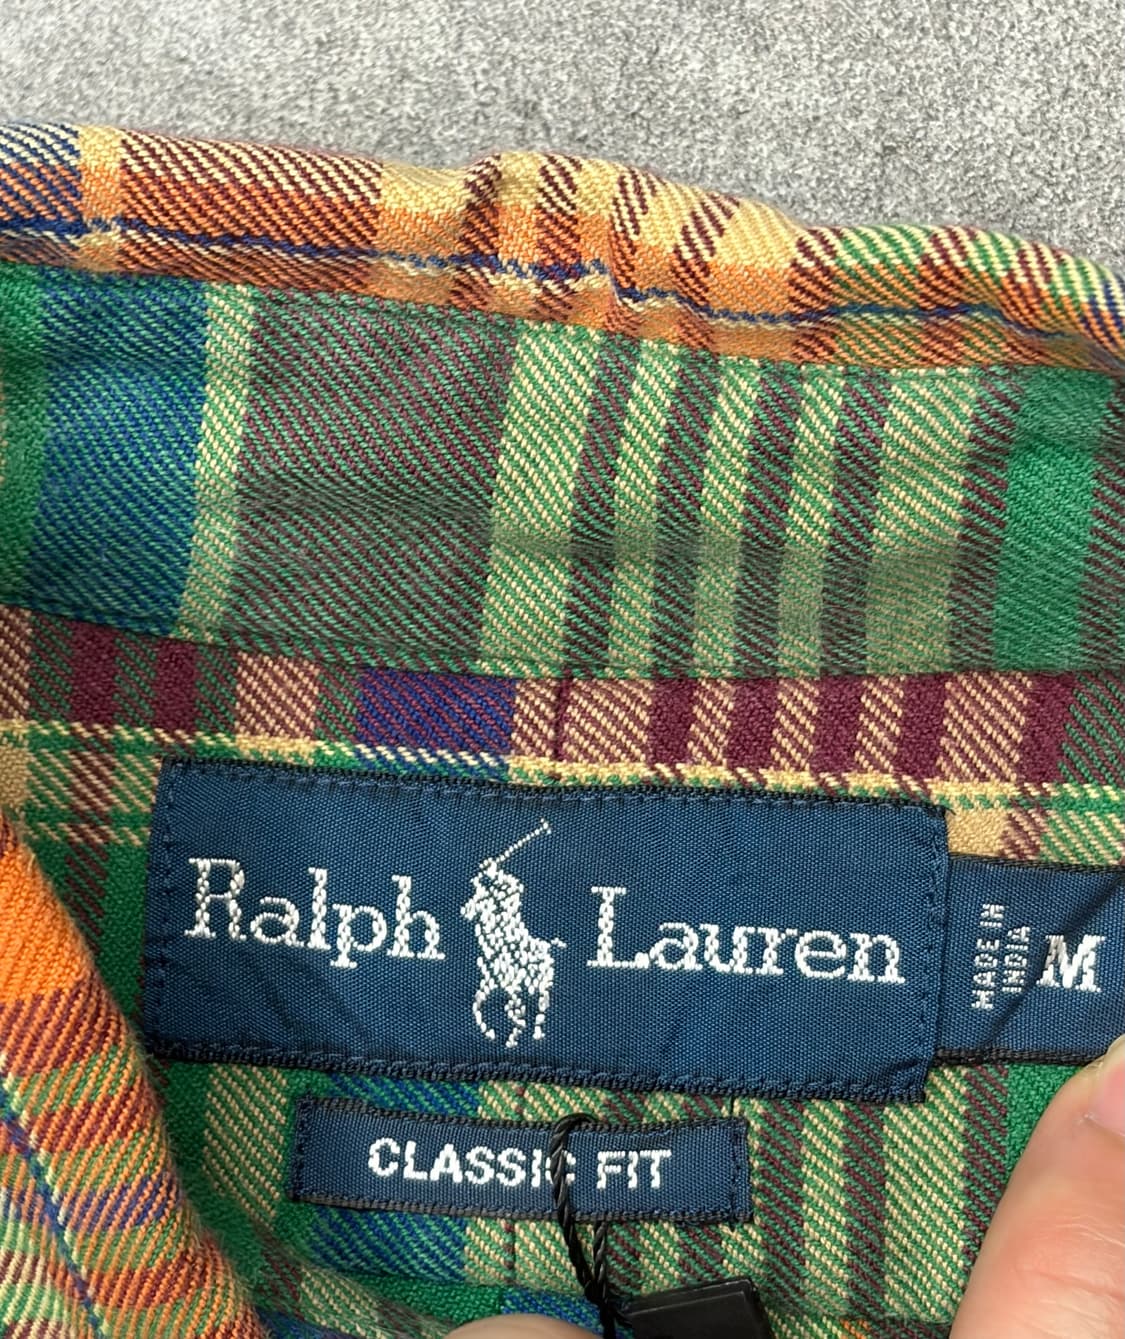 Ralph Lauren
MADE IN
INDIA
M
CLASSIC FIT